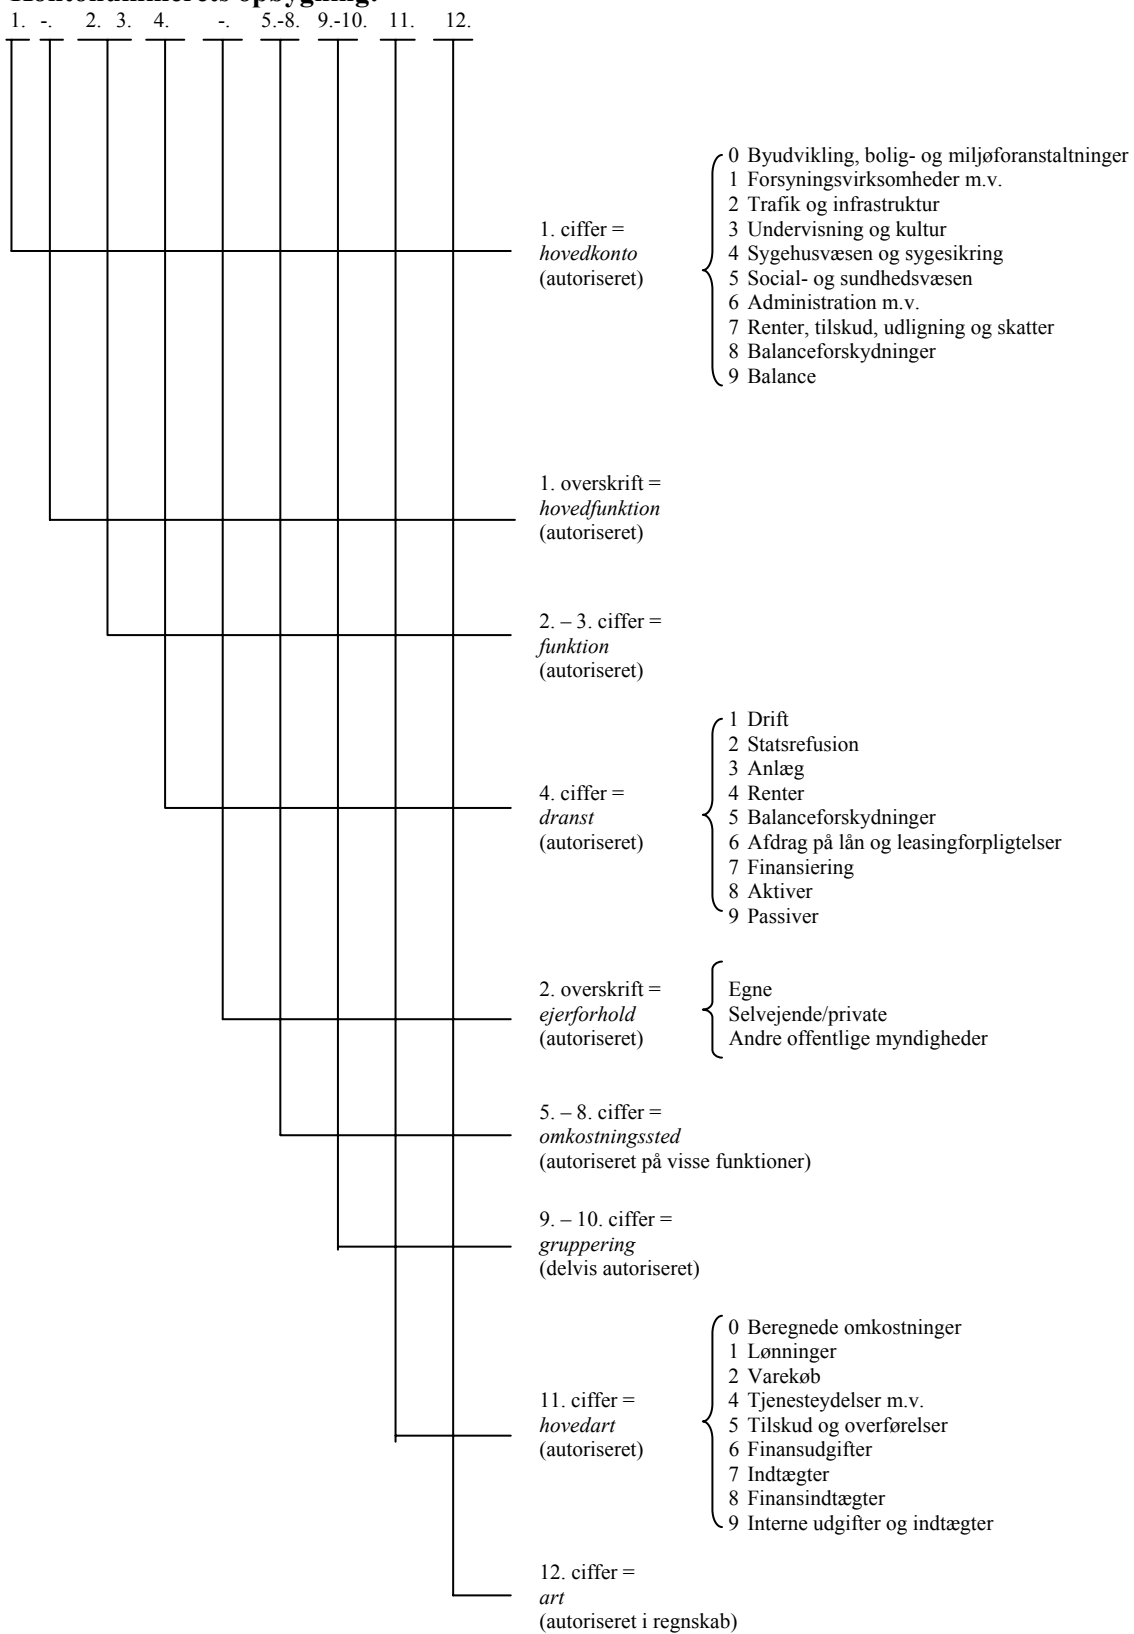 Kontonummerets opbygning:
1. -. 2. 3. 4. -. 5.-8. 9.-10. 11. 12.
1. ciffer =
hovedkonto
(autoriseret)
0 Byudvikling, bolig- og miljøforanstaltninger
1 Forsyningsvirksomheder m.v.
2 Trafik og infrastruktur
3 Undervisning og kultur
4 Sygehusvæsen og sygesikring
5 Social- og sundhedsvæsen
6 Administration m.v.
7 Renter, tilskud, udligning og skatter
8 Balanceforskydninger
9 Balance
1. overskrift =
hovedfunktion
(autoriseret)
2. – 3. ciffer =
funktion
(autoriseret)
4. ciffer =
dranst
(autoriseret)
1 Drift
2 Statsrefusion
3 Anlæg
4 Renter
5 Balanceforskydninger
6 Afdrag på lån og leasingforpligtelser
7 Finansiering
8 Aktiver
9 Passiver
2. overskrift =
ejerforhold
(autoriseret)
Egne
Selvejende/private
Andre offentlige myndigheder
5. – 8. ciffer =
omkostningssted
(autoriseret på visse funktioner)
9. – 10. ciffer =
gruppering
(delvis autoriseret)
11. ciffer =
hovedart
(autoriseret)
0 Beregnede omkostninger
1 Lønninger
2 Varekøb
4 Tjenesteydelser m.v.
5 Tilskud og overførelser
6 Finansudgifter
7 Indtægter
8 Finansindtægter
9 Interne udgifter og indtægter
12. ciffer =
art
(autoriseret i regnskab)